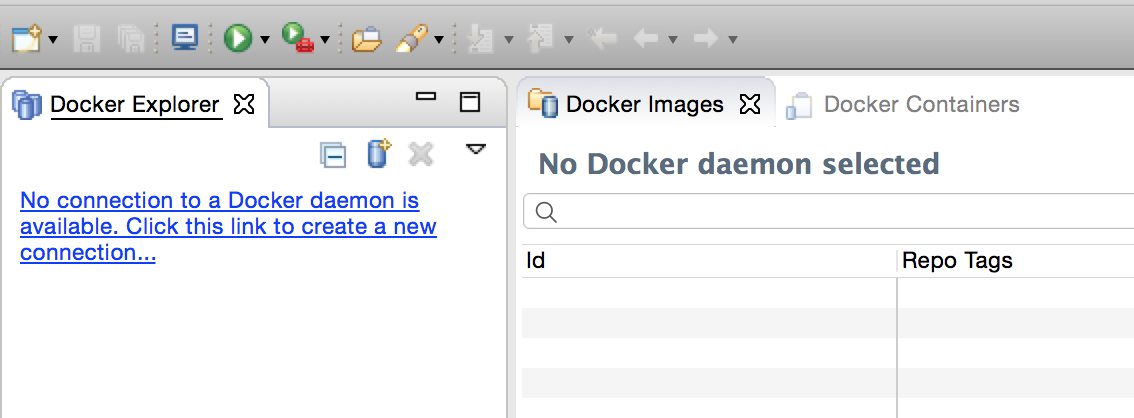 Docker Explorer
No connection to a Docker daemon is
available. Click this link to create a new
connection...
Docker Images
Docker Containers
No Docker daemon selected
Id
Repo Tags